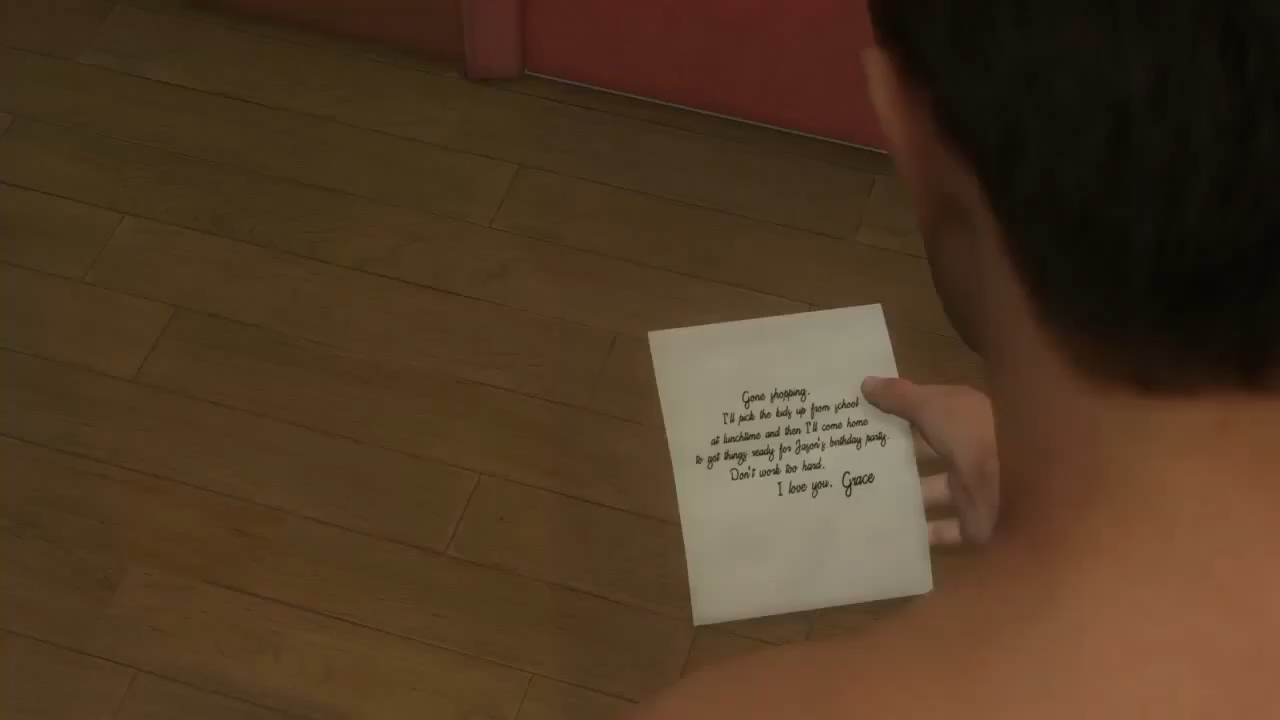 Gone shopping.
I'll pick the kids up from school
at lunchtime and then I'll come home
to get things ready for Jason's birthday party.
Don't work too hard.
I love you. Grace